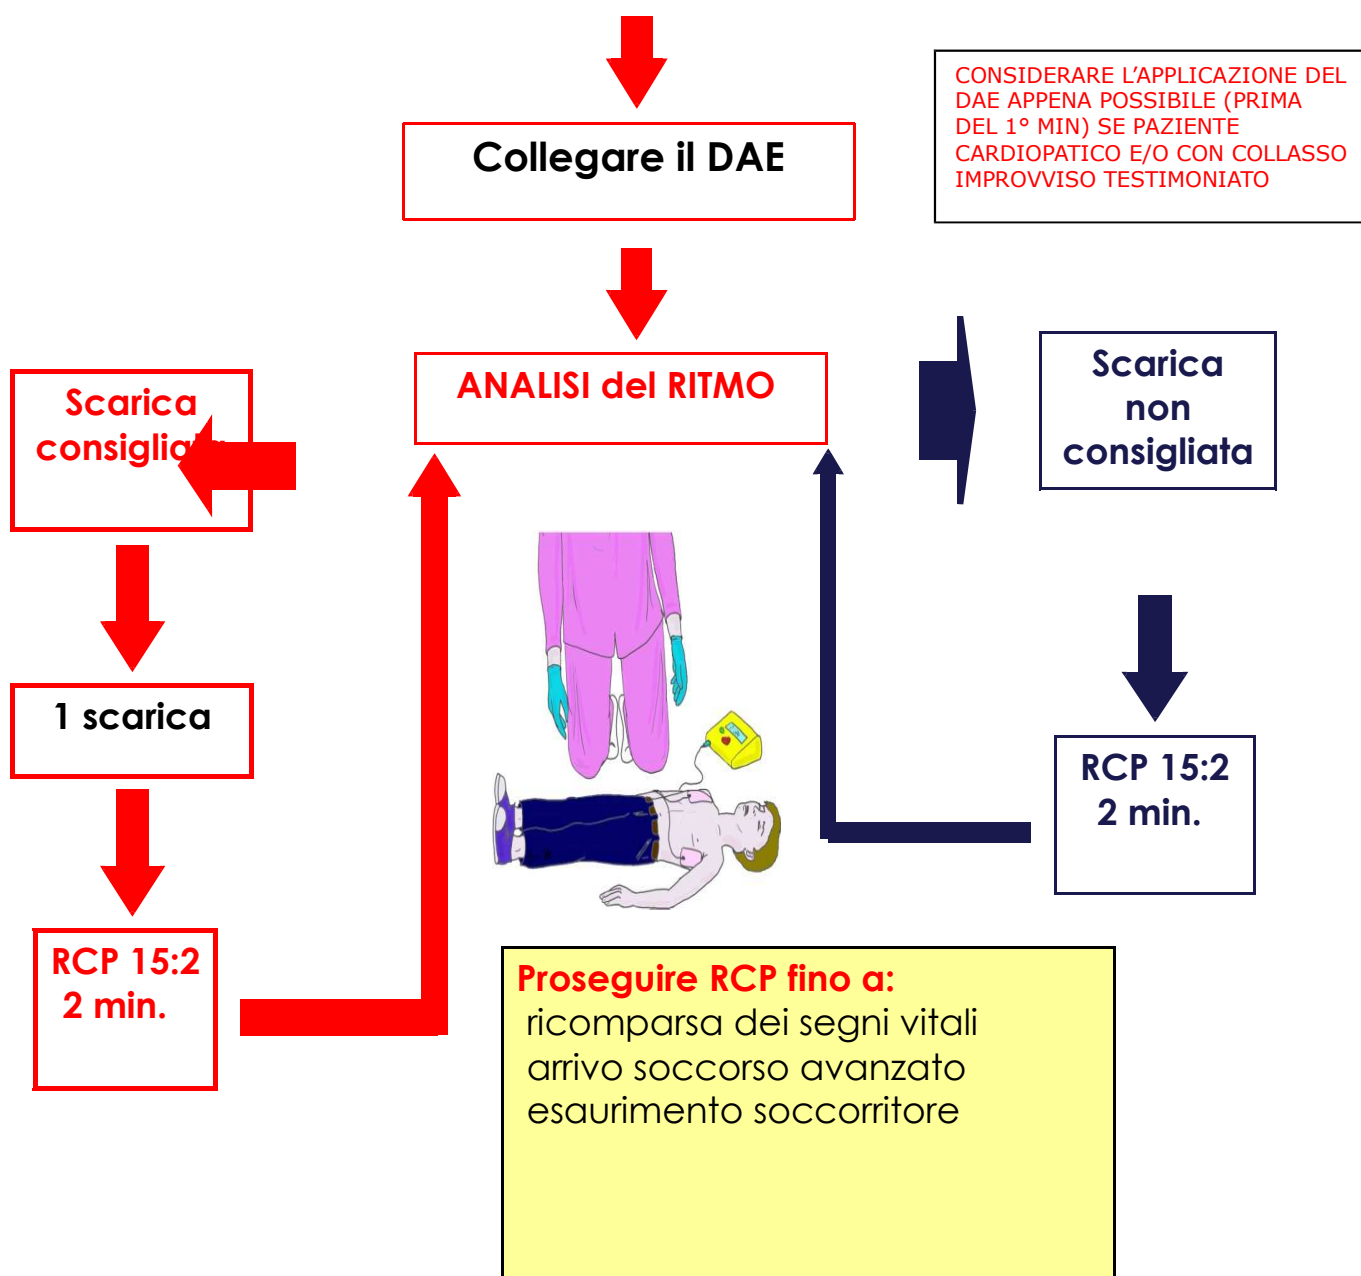 Collegare il DAE
CONSIDERARE L’APPLICAZIONE DEL
DAE APPENA POSSIBILE (PRIMA
DEL 1° MIN) SE PAZIENTE
CARDIOPATICO E/O CON COLLASSO
IMPROVVISO TESTIMONIATO
ANALISI del RITMO
Scarica
consigliata
Scarica
non
consigliata
1 scarica
RCP 15:2
2 min.
RCP 15:2
2 min.
Proseguire RCP fino a:
ricomparsa dei segni vitali
arrivo soccorso avanzato
esaurimento soccorritore